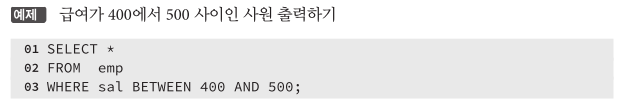 예제 급여가 400에서 500 사이인 사원 출력하기
01 SELECT *
02 FROM  emp
03 WHERE sal BETWEEN 400 AND 500;